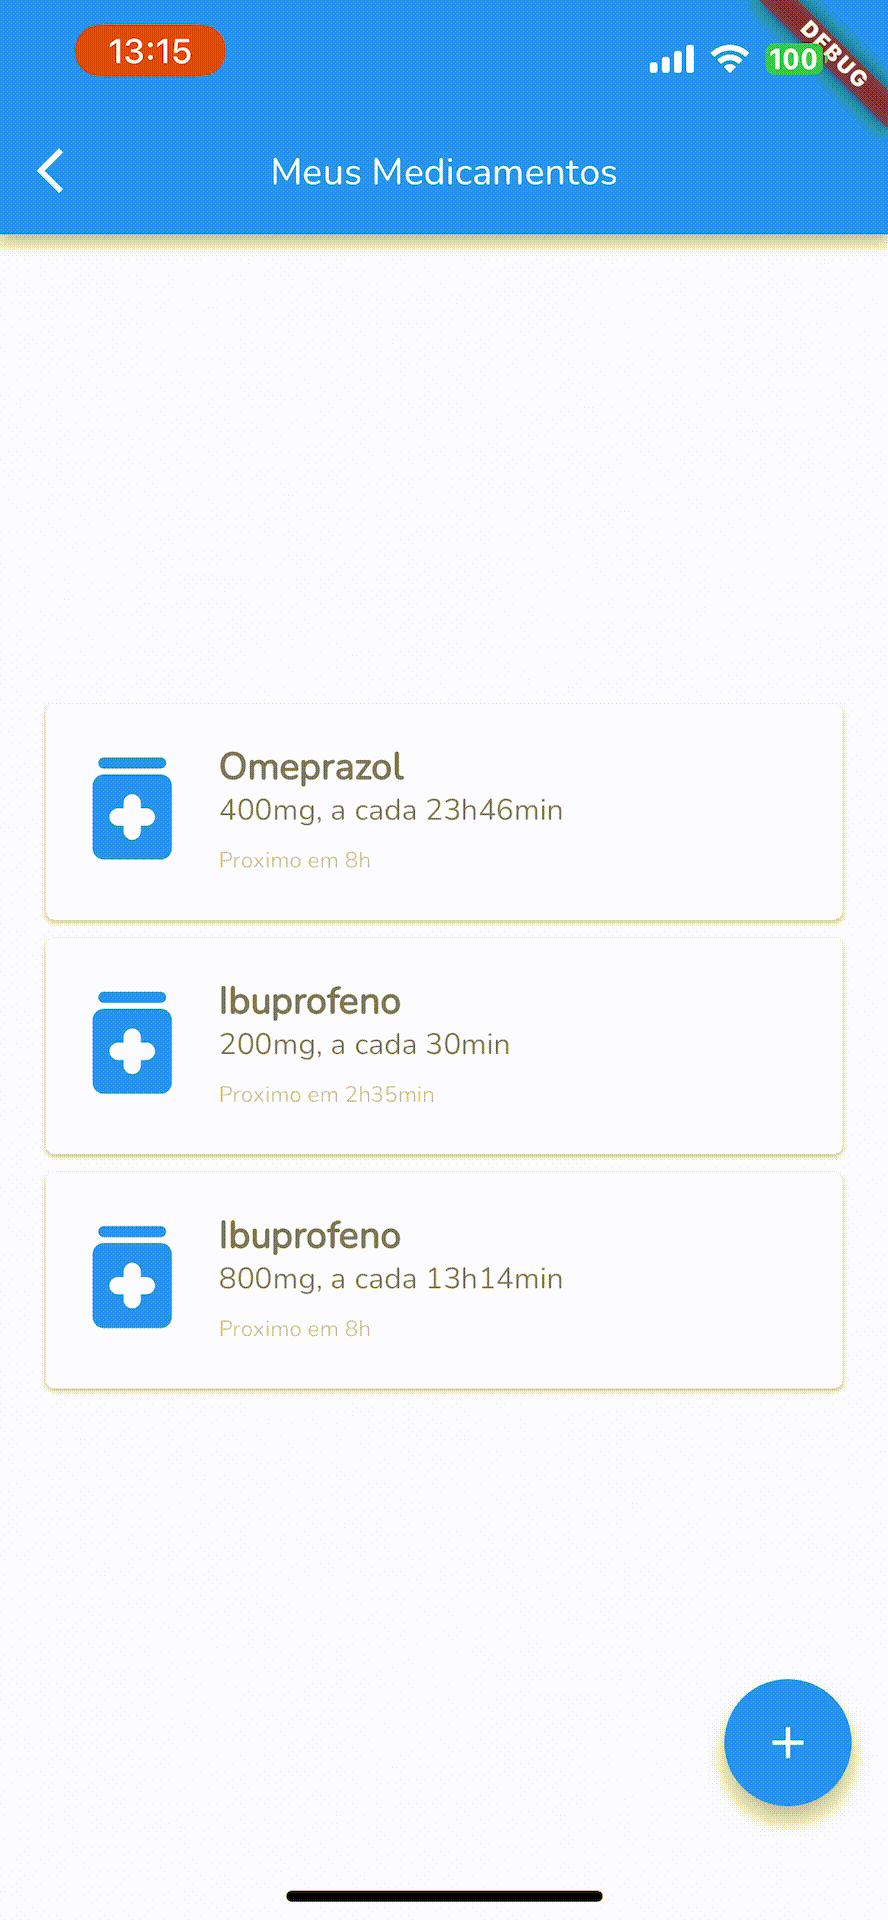 13:15
100
DEBUG
Meus Medicamentos
Omeprazol
400mg, a cada 23h46min
Proximo em 8h
Ibuprofeno
200mg, a cada 30min
Proximo em 2h35min
Ibuprofeno
800mg, a cada 13h14min
Proximo em 8h